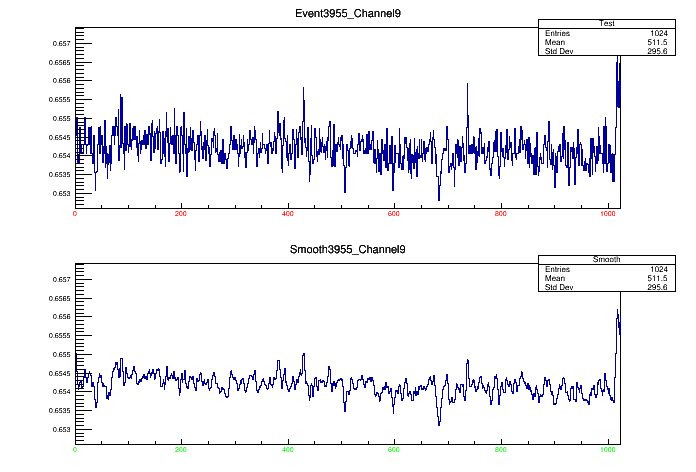 Event3955_Channel9
Test
Entries 1024
Mean 511.5
Std Dev 295.6
0.657
0.6565
0.656
0.6555
0.655
0.6545
0.654
0.6535
0.653
0 200 400 600 800 1000
Smooth3955_Channel9
Smooth
Entries 1024
Mean 511.5
Std Dev 295.6
0.657
0.6565
0.656
0.6555
0.655
0.6545
0.654
0.6535
0.653
0 200 400 600 800 1000